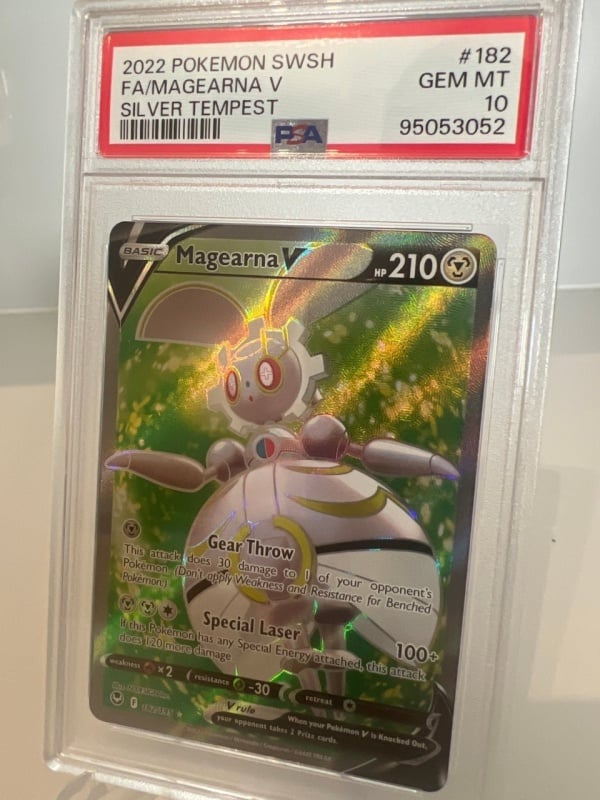 2022 POKEMON SWSH #182
FA/MAGEARNA V GEM MT
SILVER TEMPEST 10
PSA 95053052
BASIC Magearna V HP 210
Gear Throw
This attack does 30 damage to 1 of your opponent's
Pokémon. (Don't apply Weakness and Resistance for Benched
Pokémon.)
Special Laser 100+
If this Pokémon has any Special Energy attached, this attack
does 120 more damage
weakness ×2 resistance -30 retreat
V rule When your Pokémon V is Knocked Out,
your opponent takes 2 Prize cards.